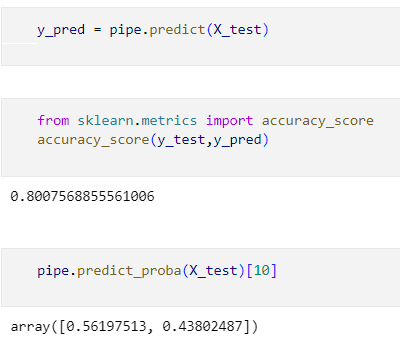 y_pred = pipe.predict(X_test)
from sklearn.metrics import accuracy_score
accuracy_score(y_test,y_pred)
0.8007568855561006
pipe.predict_proba(X_test)[10]
array([0.56197513, 0.43802487])